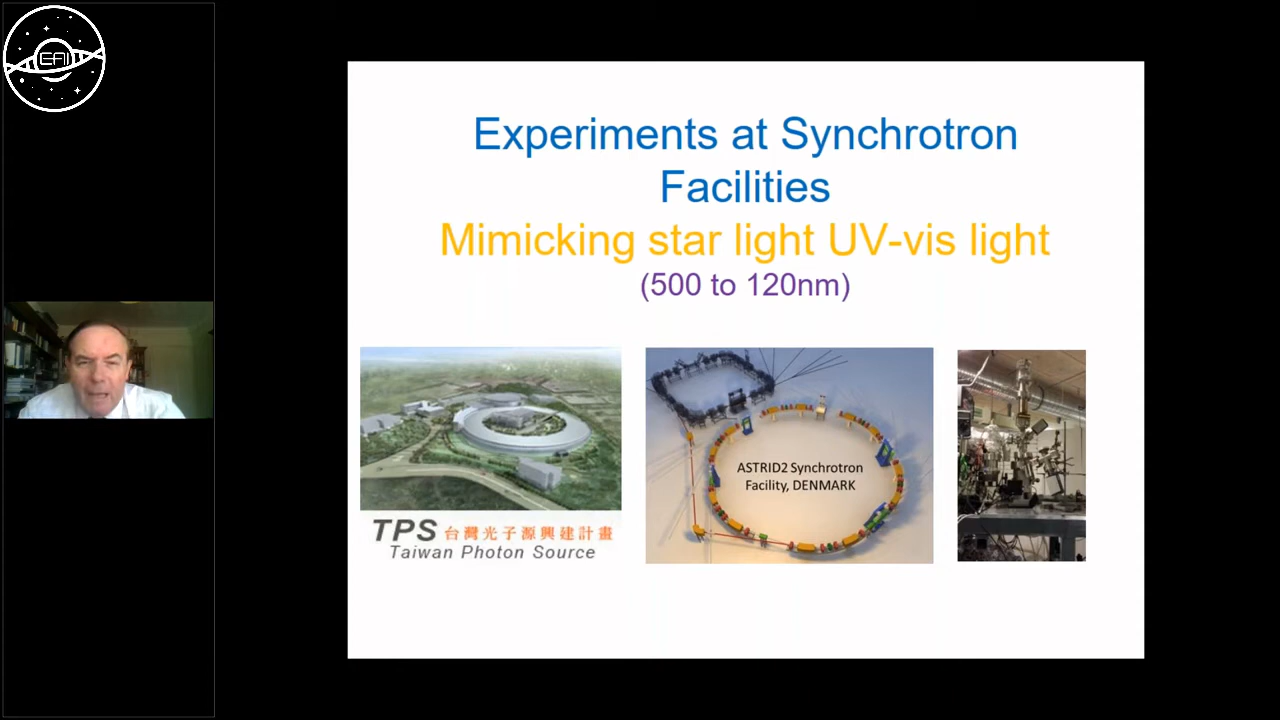 EAI
Experiments at Synchrotron
Facilities
Mimicking star light UV-vis light
(500 to 120nm)
ASTRID2 Synchrotron
Facility, DENMARK
TPS 台灣光子源興建計畫
Taiwan Photon Source